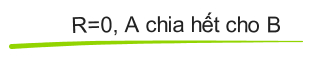 R=0, A chia hết cho B